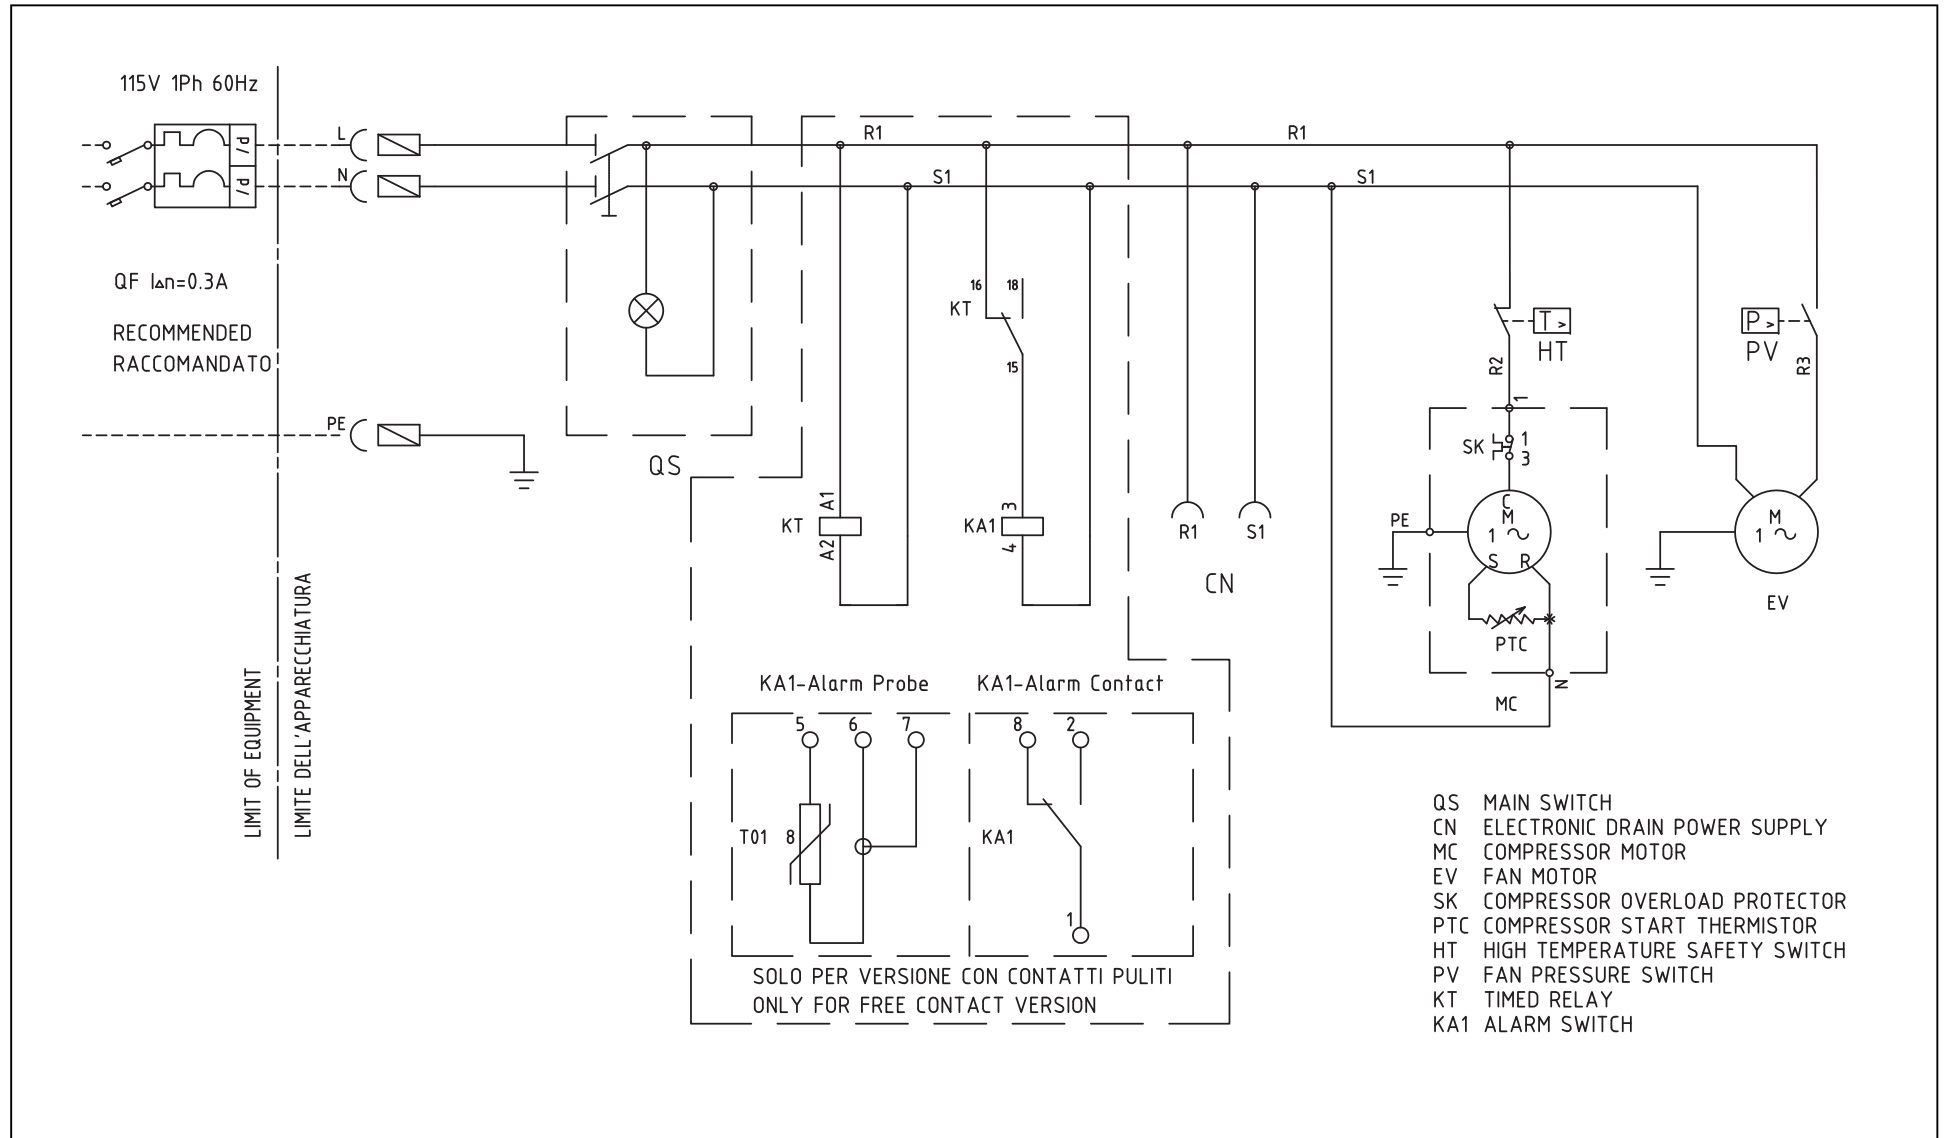 115V 1Ph 60Hz
L
R1
R1
I>
d/
N
S1
S1
d/
QF I∆n=0.3A
RECOMMENDED
RACCOMANDATO
16
18
KT
15
T >
HT
P >
PV
R2
R3
PE
QS
1
SK
1
3
A1
KT
A2
3
KA1
4
R1
S1
CN
PE
C
M
1 ~
S
R
M
1 ~
EV
PTC
N
MC
LIMIT OF EQUIPMENT
LIMITE DELL'APPARECCHIATURA
KA1-Alarm Probe
KA1-Alarm Contact
5
6
7
8
2
T01
8
KA1
1
SOLO PER VERSIONE CON CONTATTI PULITI
ONLY FOR FREE CONTACT VERSION
QS MAIN SWITCH
CN ELECTRONIC DRAIN POWER SUPPLY
MC COMPRESSOR MOTOR
EV FAN MOTOR
SK COMPRESSOR OVERLOAD PROTECTOR
PTC COMPRESSOR START THERMISTOR
HT HIGH TEMPERATURE SAFETY SWITCH
PV FAN PRESSURE SWITCH
KT TIMED RELAY
KA1 ALARM SWITCH